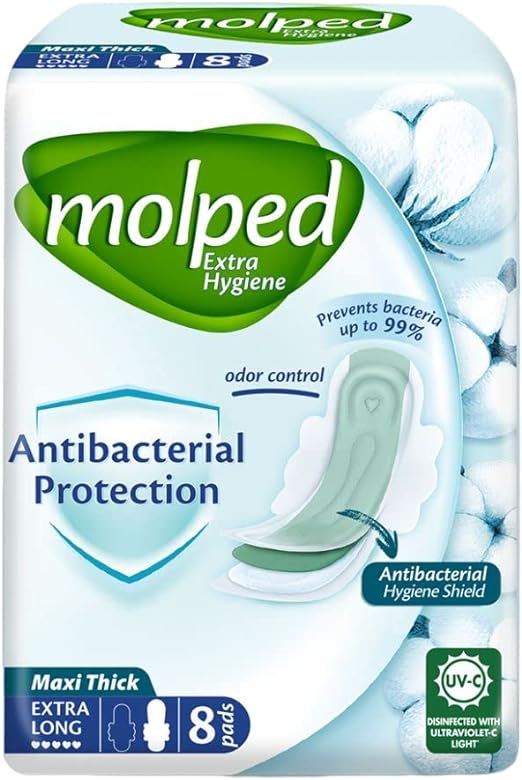 molped
Extra
Hygiene
Maxi Thick
EXTRA
LONG
8 pads
molped
Extra
Hygiene
Prevents bacteria
up to 99%
odor control
Antibacterial
Protection
Antibacterial
Hygiene Shield
Maxi Thick
EXTRA
LONG
8 pads
UV-C
DISINFECTED WITH
ULTRAVIOLET-C
LIGHT*